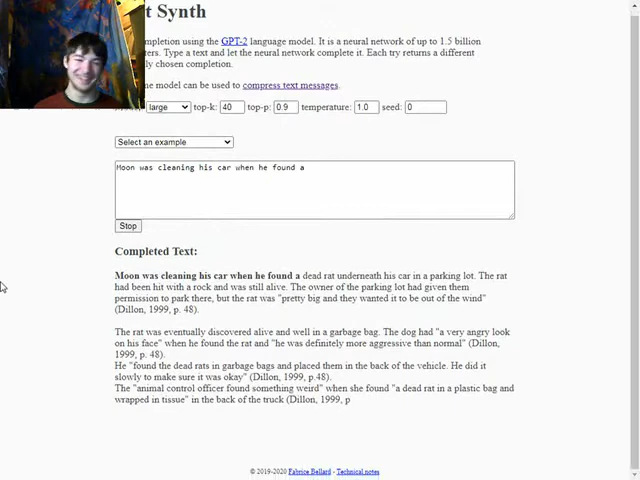 t Synth
ompletion using the GPT-2 language model. It is a neural network of up to 1.5 billion
ters. Type a text and let the neural network complete it. Each try returns a different
ly chosen completion.
me model can be used to compress text messages.
large top-k: 40 top-p: 0.9 temperature: 1.0 seed: 0
Select an example
Moon was cleaning his car when he found a
Stop
Completed Text:
Moon was cleaning his car when he found a dead rat underneath his car in a parking lot. The rat
had been hit with a rock and was still alive. The owner of the parking lot had given them
permission to park there, but the rat was "pretty big and they wanted it to be out of the wind"
(Dillon, 1999, p. 48).
The rat was eventually discovered alive and well in a garbage bag. The dog had "a very angry look
on his face" when he found the rat and "he was definitely more aggressive than normal" (Dillon,
1999, p. 48).
He "found the dead rats in garbage bags and placed them in the back of the vehicle. He did it
slowly to make sure it was okay" (Dillon, 1999, p.48).
The "animal control officer found something weird" when she found "a dead rat in a plastic bag and
wrapped in tissue" in the back of the truck (Dillon, 1999, p
© 2019-2020 Fabrice Bellard - Technical notes